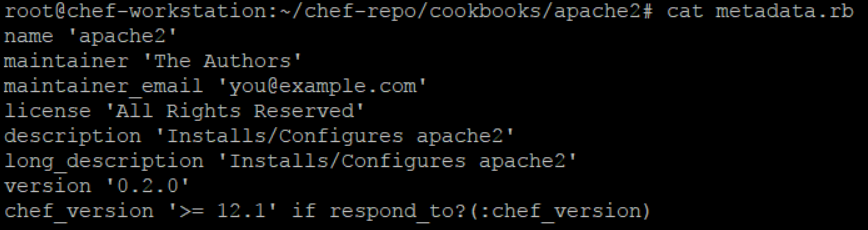 root@chef-workstation:~/chef-repo/cookbooks/apache2# cat metadata.rb
name 'apache2'
maintainer 'The Authors'
maintainer_email 'you@example.com'
license 'All Rights Reserved'
description 'Installs/Configures apache2'
long_description 'Installs/Configures apache2'
version '0.2.0'
chef_version '>= 12.1' if respond_to?(:chef_version)